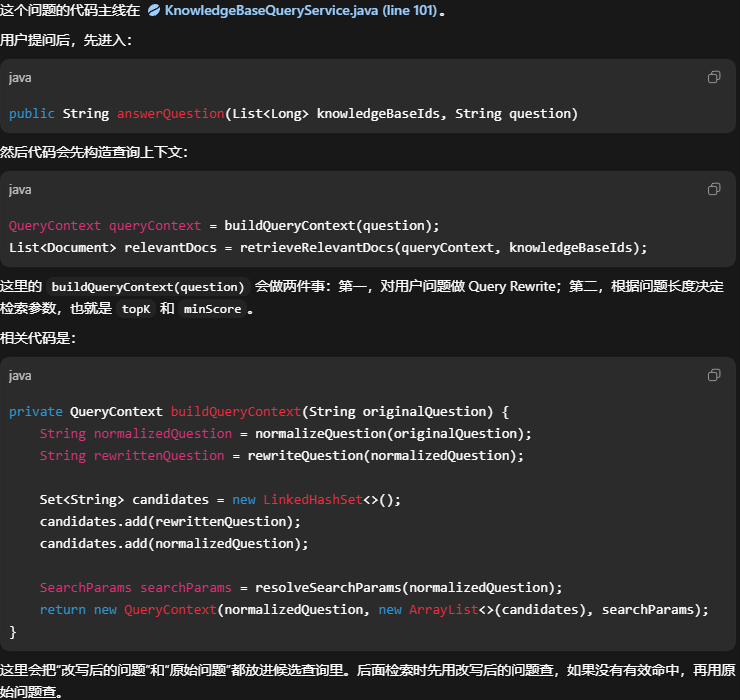 这个问题的代码主线在 KnowledgeBaseQueryService.java (line 101)。
用户提问后，先进入：
java
public String answerQuestion(List<Long> knowledgeBaseIds, String question)
然后代码会先构造查询上下文：
java
QueryContext queryContext = buildQueryContext(question);
List<Document> relevantDocs = retrieveRelevantDocs(queryContext, knowledgeBaseIds);
这里的 buildQueryContext(question) 会做两件事：第一，对用户问题做 Query Rewrite；第二，根据问题长度决定
检索参数，也就是 topK 和 minScore。
相关代码是：
java
private QueryContext buildQueryContext(String originalQuestion) {
    String normalizedQuestion = normalizeQuestion(originalQuestion);
    String rewrittenQuestion = rewriteQuestion(normalizedQuestion);
    Set<String> candidates = new LinkedHashSet<>();
    candidates.add(rewrittenQuestion);
    candidates.add(normalizedQuestion);
    SearchParams searchParams = resolveSearchParams(normalizedQuestion);
    return new QueryContext(normalizedQuestion, new ArrayList<>(candidates), searchParams);
}
这里会把“改写后的问题”和“原始问题”都放进候选查询里。后面检索时先用改写后的问题查，如果没有有效命中，再用原
始问题查。